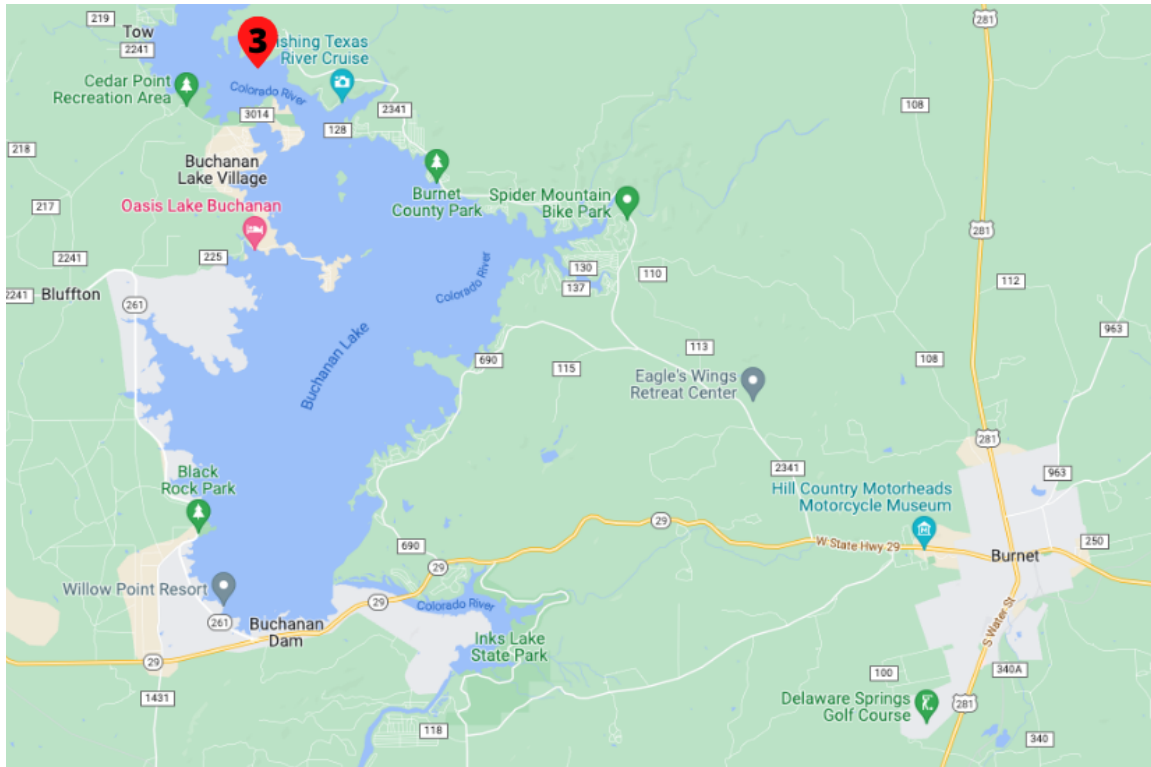 219
Tow
2241
281
3
ishing Texas
River Cruise
Cedar Point
Recreation Area
Colorado River
3014
2341
108
128
218
Buchanan
Lake Village
Burnet
County Park
Spider Mountain
Bike Park
217
Oasis Lake Buchanan
281
2241
225
130
110
137
Colorado River
112
2241
Bluffton
261
963
Buchanan Lake
690
113
108
115
Eagle's Wings
Retreat Center
281
Black
Rock Park
2341
963
Hill Country Motorheads
Motorcycle Museum
29
W State Hwy 29
690
250
Burnet
29
Willow Point Resort
29
Colorado River
261
Buchanan
Dam
S Water St
Inks Lake
State Park
29
340A
100
1431
Delaware Springs
Golf Course
281
118
340